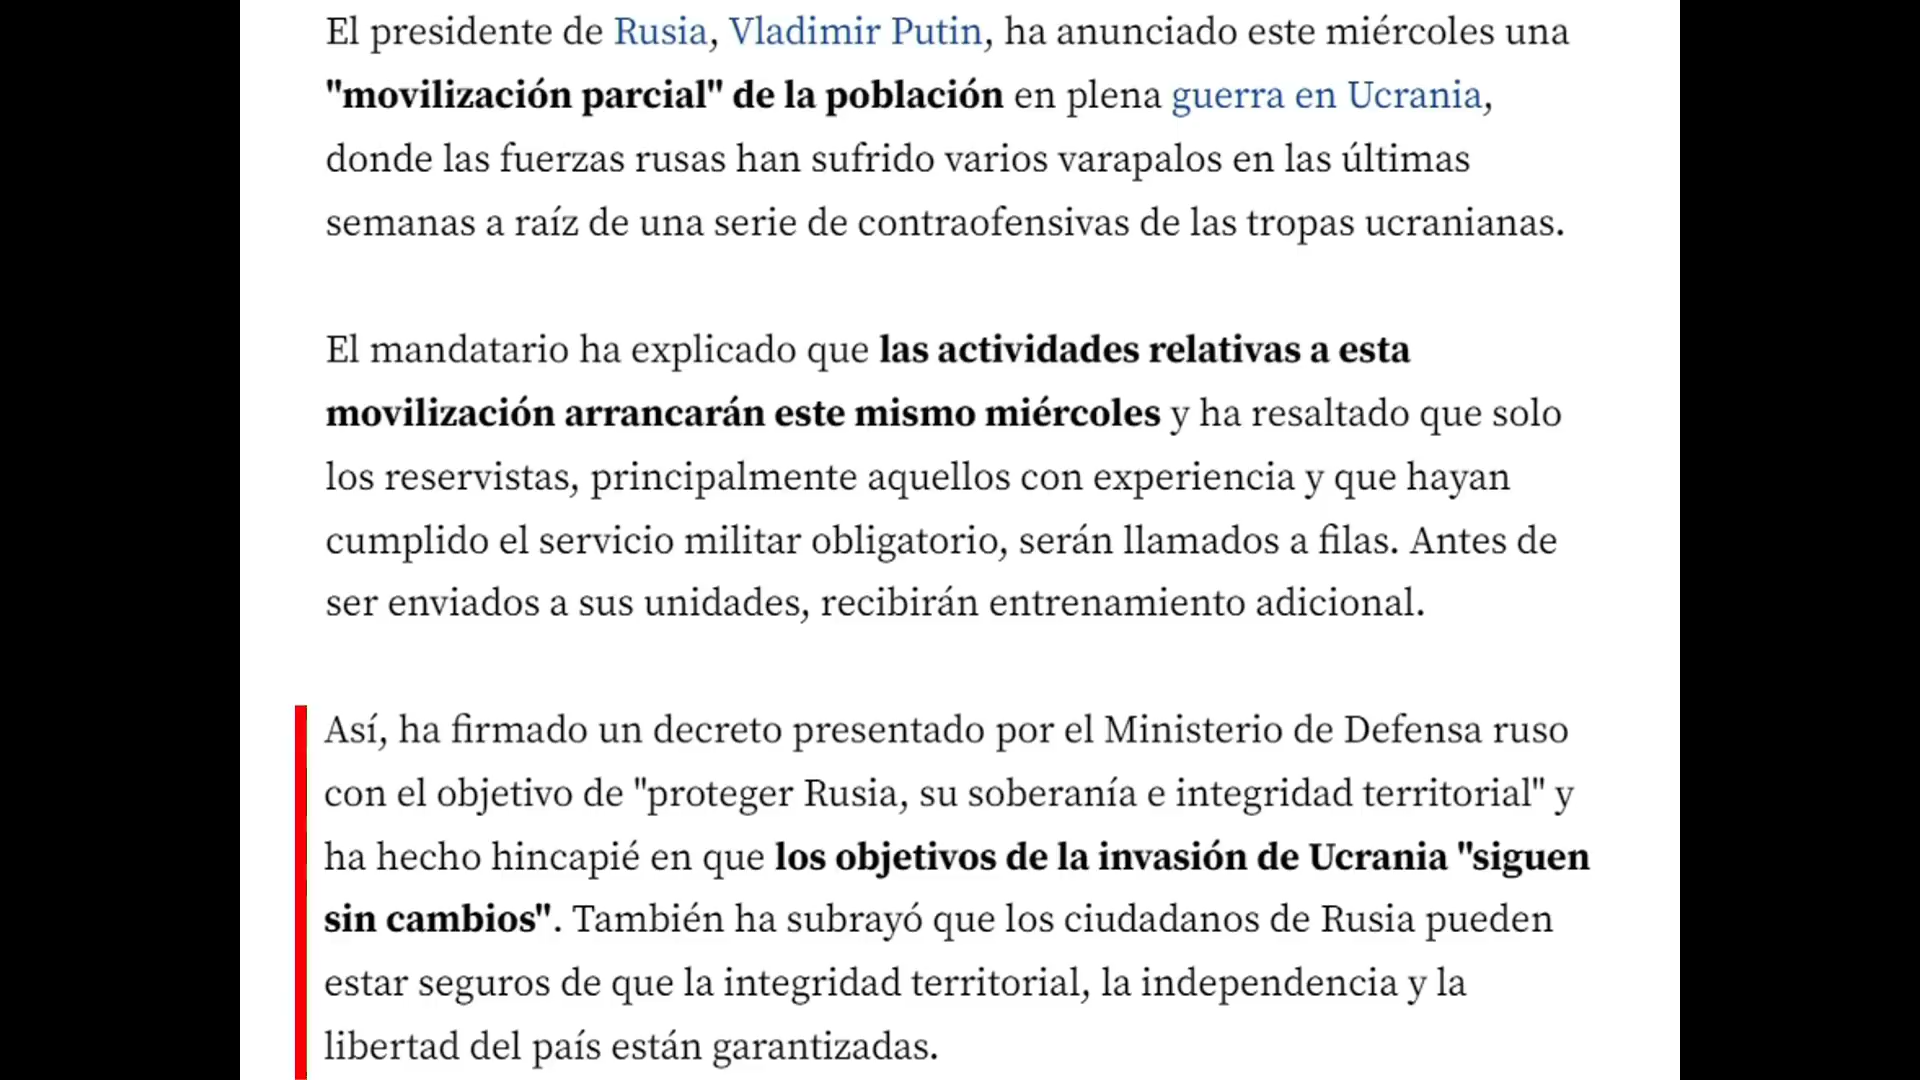 El presidente de Rusia, Vladimir Putin, ha anunciado este miércoles una
"movilización parcial" de la población en plena guerra en Ucrania,
donde las fuerzas rusas han sufrido varios varapalos en las últimas
semanas a raíz de una serie de contraofensivas de las tropas ucranianas.
El mandatario ha explicado que las actividades relativas a esta
movilización arrancarán este mismo miércoles y ha resaltado que solo
los reservistas, principalmente aquellos con experiencia y que hayan
cumplido el servicio militar obligatorio, serán llamados a filas. Antes de
ser enviados a sus unidades, recibirán entrenamiento adicional.
Así, ha firmado un decreto presentado por el Ministerio de Defensa ruso
con el objetivo de "proteger Rusia, su soberanía e integridad territorial" y
ha hecho hincapié en que los objetivos de la invasión de Ucrania "siguen
sin cambios". También ha subrayó que los ciudadanos de Rusia pueden
estar seguros de que la integridad territorial, la independencia y la
libertad del país están garantizadas.